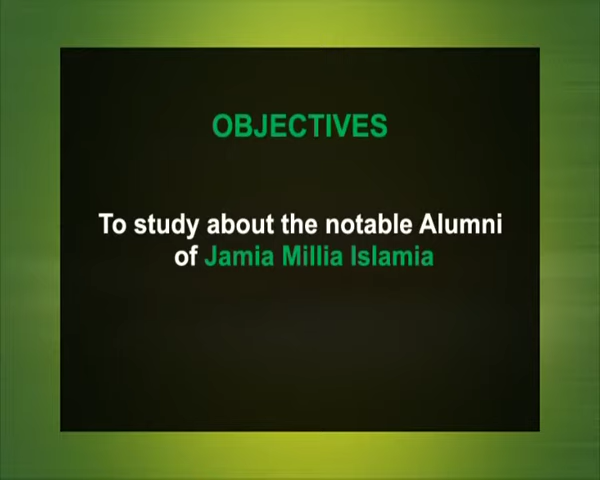 OBJECTIVES
To study about the notable Alumni
of Jamia Millia Islamia